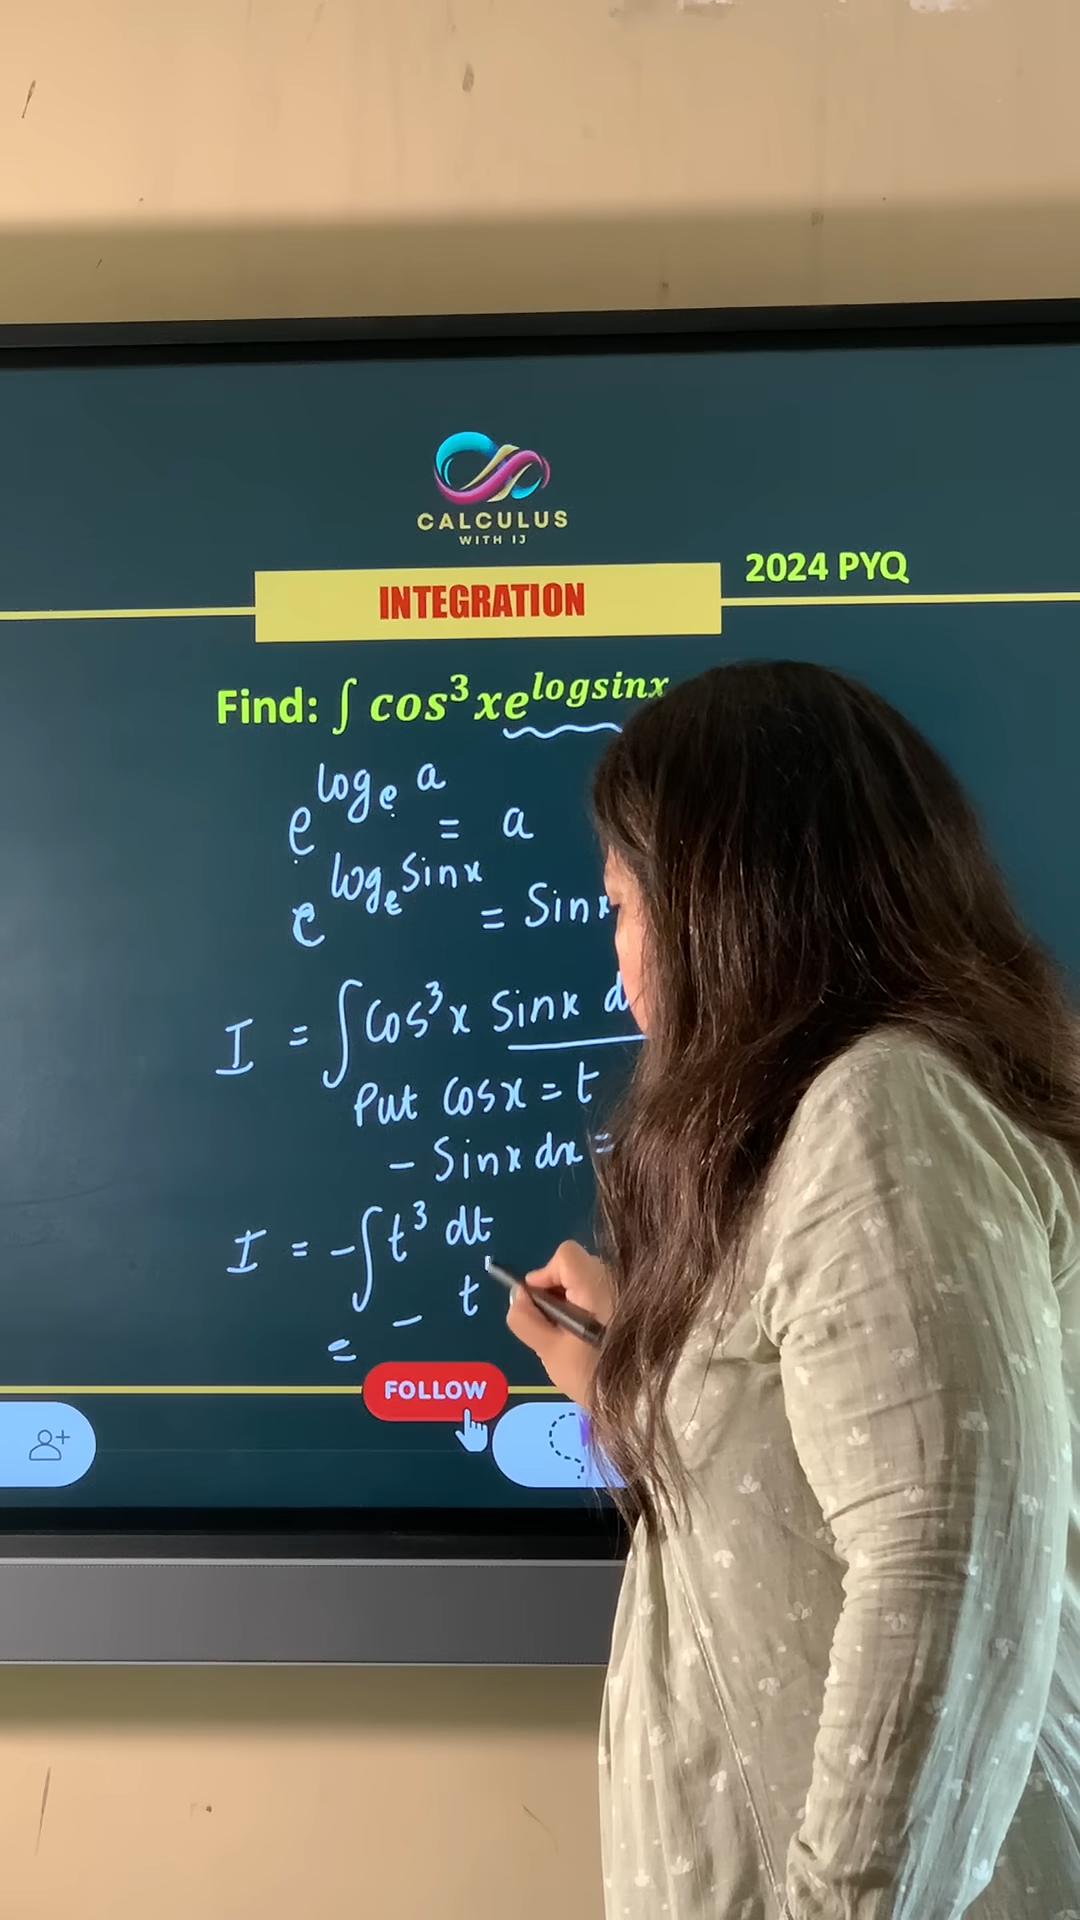 CALCULUS
WITH IJ
2024 PYQ
INTEGRATION
Find: ∫ cos³xe^logsinx
e^logₑ a = a
e^logₑ Sinx = Sinx
I = ∫ Cos³x Sinx d
Put Cosx = t
- Sinx dx =
I = -∫ t³ dt
= - t
FOLLOW